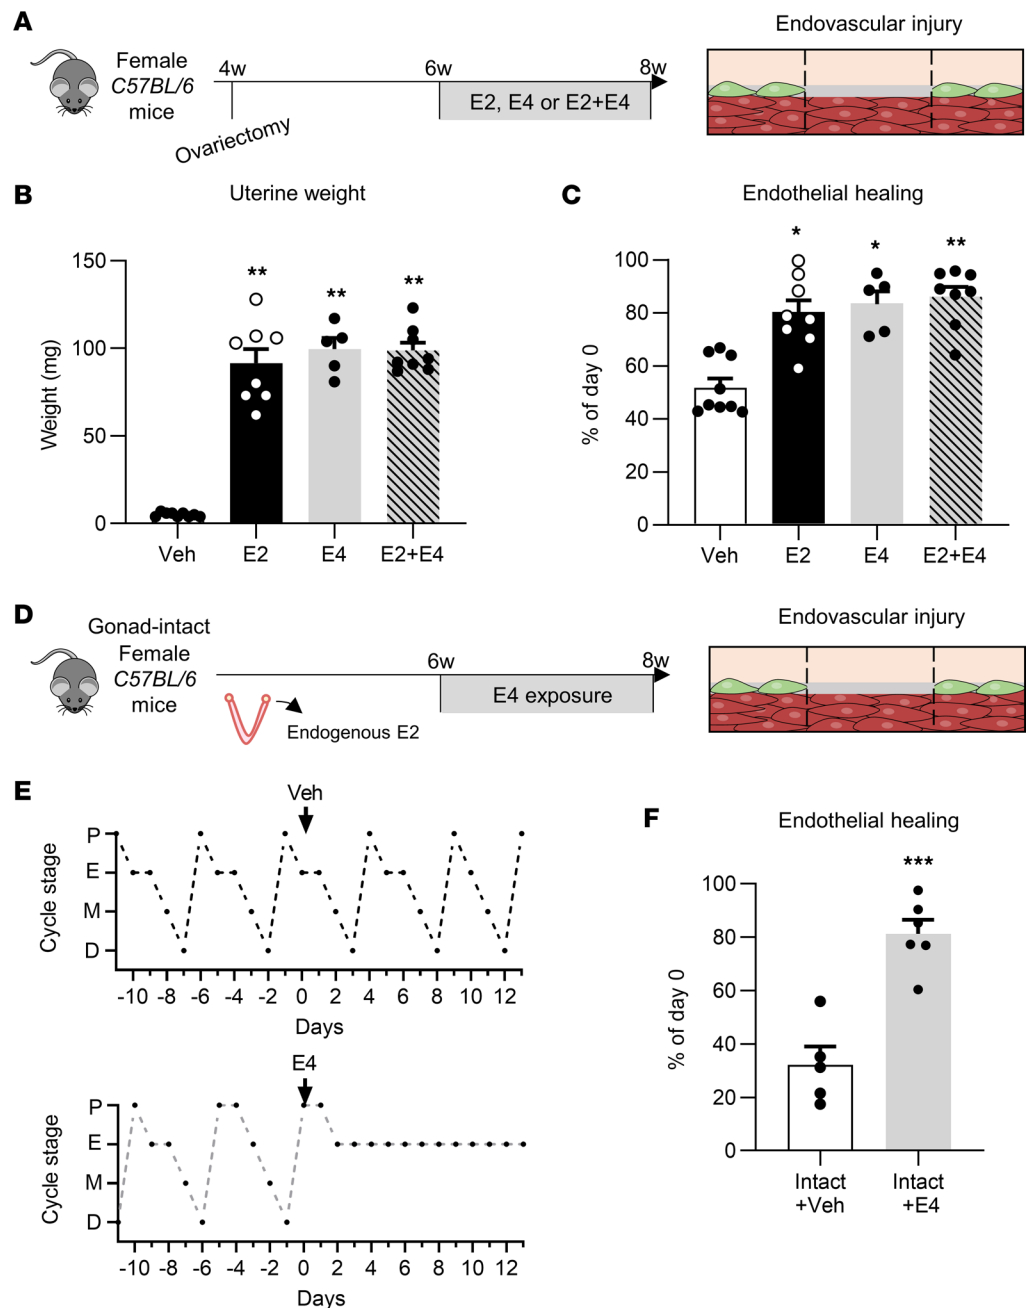 A
Female
C57BL/6
mice
4w
6w
8w
Ovariectomy
E2, E4 or E2+E4
Endovascular injury
B
Uterine weight
Weight (mg)
150
100
50
0
**
**
**
Veh
E2
E4
E2+E4
C
Endothelial healing
% of day 0
100
80
60
40
20
0
*
*
**
Veh
E2
E4
E2+E4
D
Gonad-intact
Female
C57BL/6
mice
6w
8w
E4 exposure
Endogenous E2
Endovascular injury
E
Veh
Cycle stage
P
E
M
D
-10 -8 -6 -4 -2 0 2 4 6 8 10 12
Days
E4
Cycle stage
P
E
M
D
-10 -8 -6 -4 -2 0 2 4 6 8 10 12
Days
F
Endothelial healing
% of day 0
100
80
60
40
20
0
***
Intact
+Veh
Intact
+E4